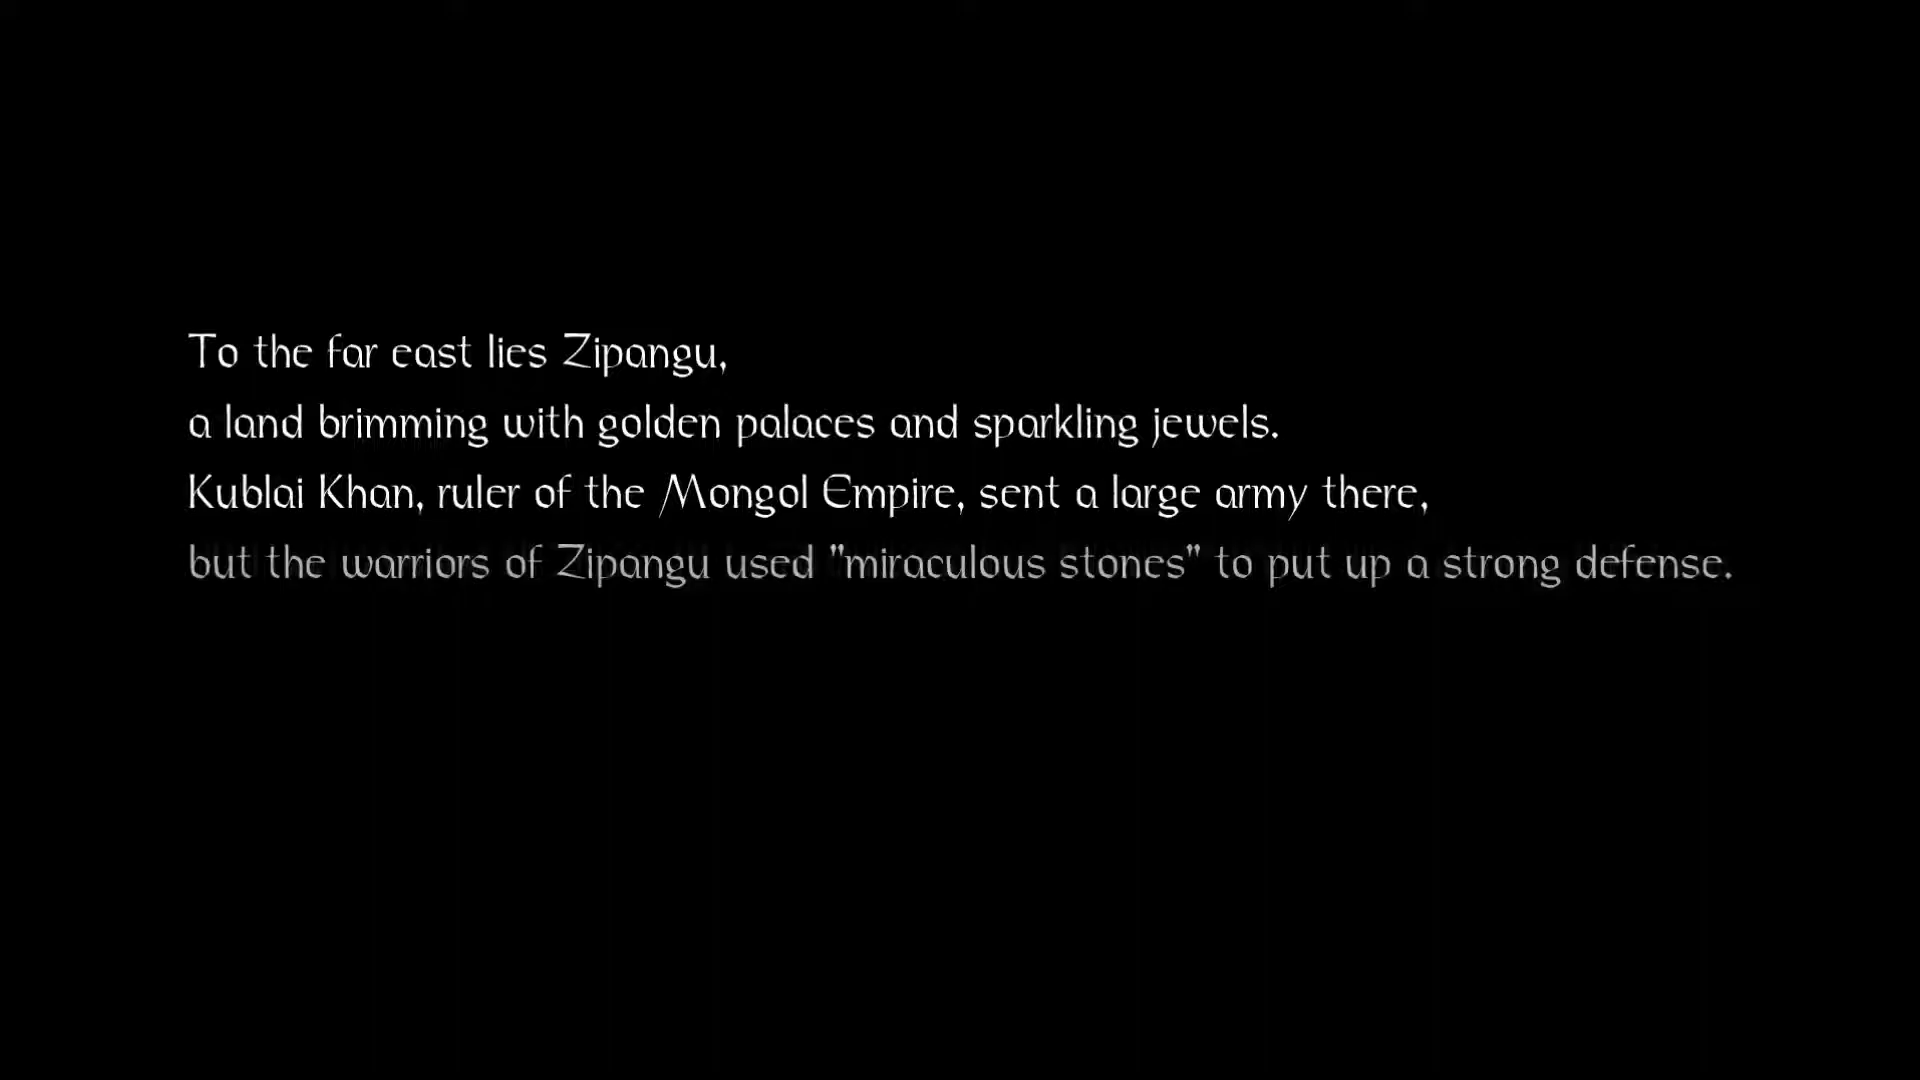 To the far east lies Zipangu,
a land brimming with golden palaces and sparkling jewels.
Kublai Khan, ruler of the Mongol Empire, sent a large army there,
but the warriors of Zipangu used "miraculous stones" to put up a strong defense.